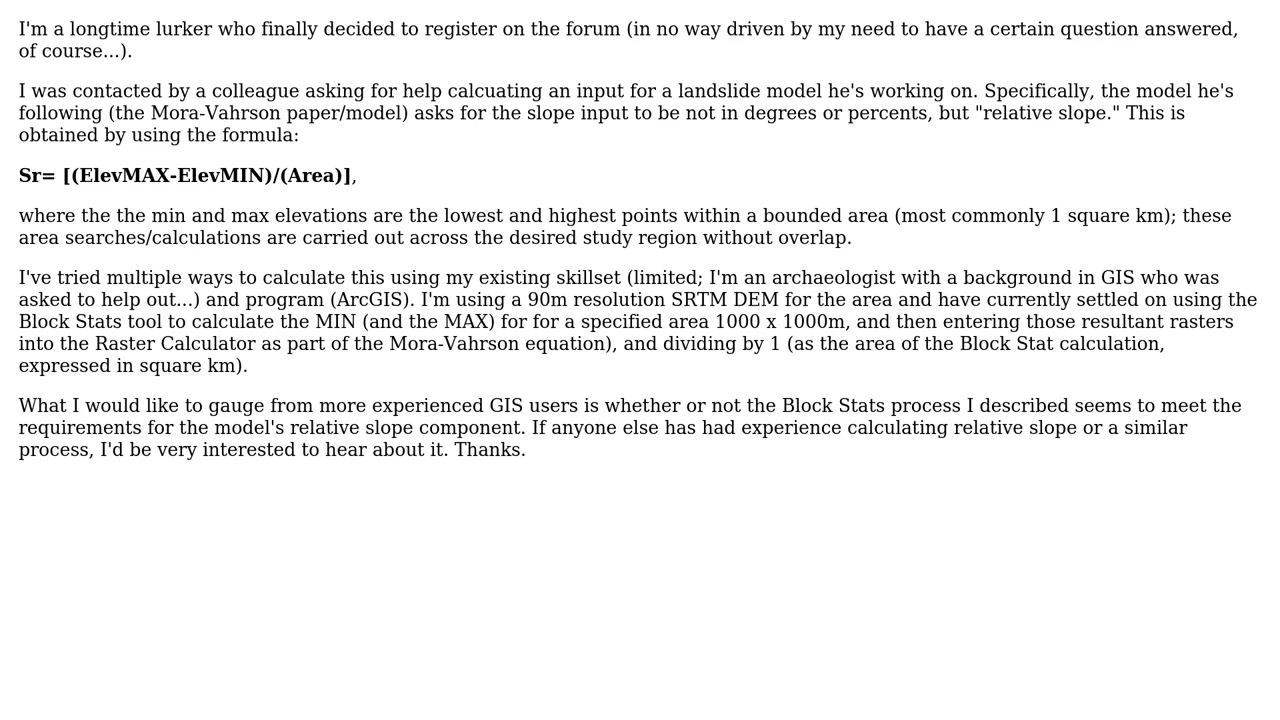 I'm a longtime lurker who finally decided to register on the forum (in no way driven by my need to have a certain question answered,
of course...).
I was contacted by a colleague asking for help calcuating an input for a landslide model he's working on. Specifically, the model he's
following (the Mora-Vahrson paper/model) asks for the slope input to be not in degrees or percents, but "relative slope." This is
obtained by using the formula:
Sr= [(ElevMAX-ElevMIN)/(Area)],
where the the min and max elevations are the lowest and highest points within a bounded area (most commonly 1 square km); these
area searches/calculations are carried out across the desired study region without overlap.
I've tried multiple ways to calculate this using my existing skillset (limited; I'm an archaeologist with a background in GIS who was
asked to help out...) and program (ArcGIS). I'm using a 90m resolution SRTM DEM for the area and have currently settled on using the
Block Stats tool to calculate the MIN (and the MAX) for for a specified area 1000 x 1000m, and then entering those resultant rasters
into the Raster Calculator as part of the Mora-Vahrson equation), and dividing by 1 (as the area of the Block Stat calculation,
expressed in square km).
What I would like to gauge from more experienced GIS users is whether or not the Block Stats process I described seems to meet the
requirements for the model's relative slope component. If anyone else has had experience calculating relative slope or a similar
process, I'd be very interested to hear about it. Thanks.